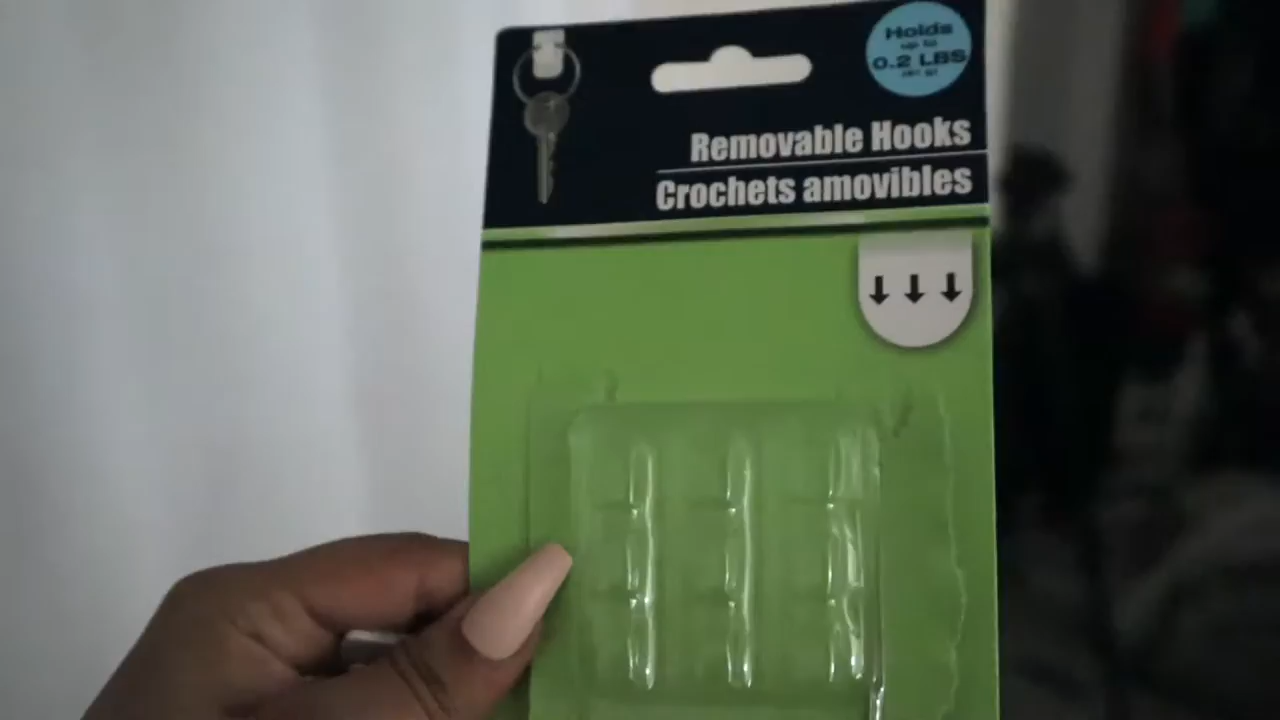 Holds
up to
0.2 LBS
Removable Hooks
Crochets amovibles